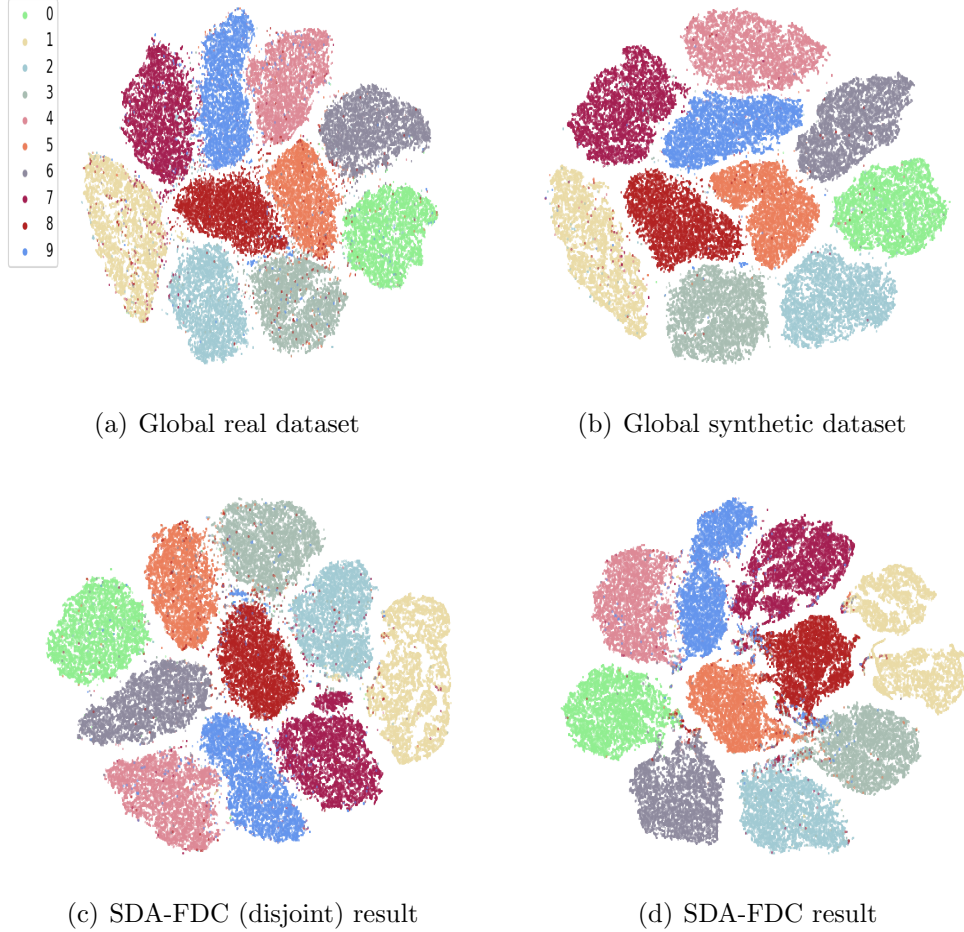 0
1
2
3
4
5
6
7
8
9
(a) Global real dataset
(b) Global synthetic dataset
(c) SDA-FDC (disjoint) result
(d) SDA-FDC result